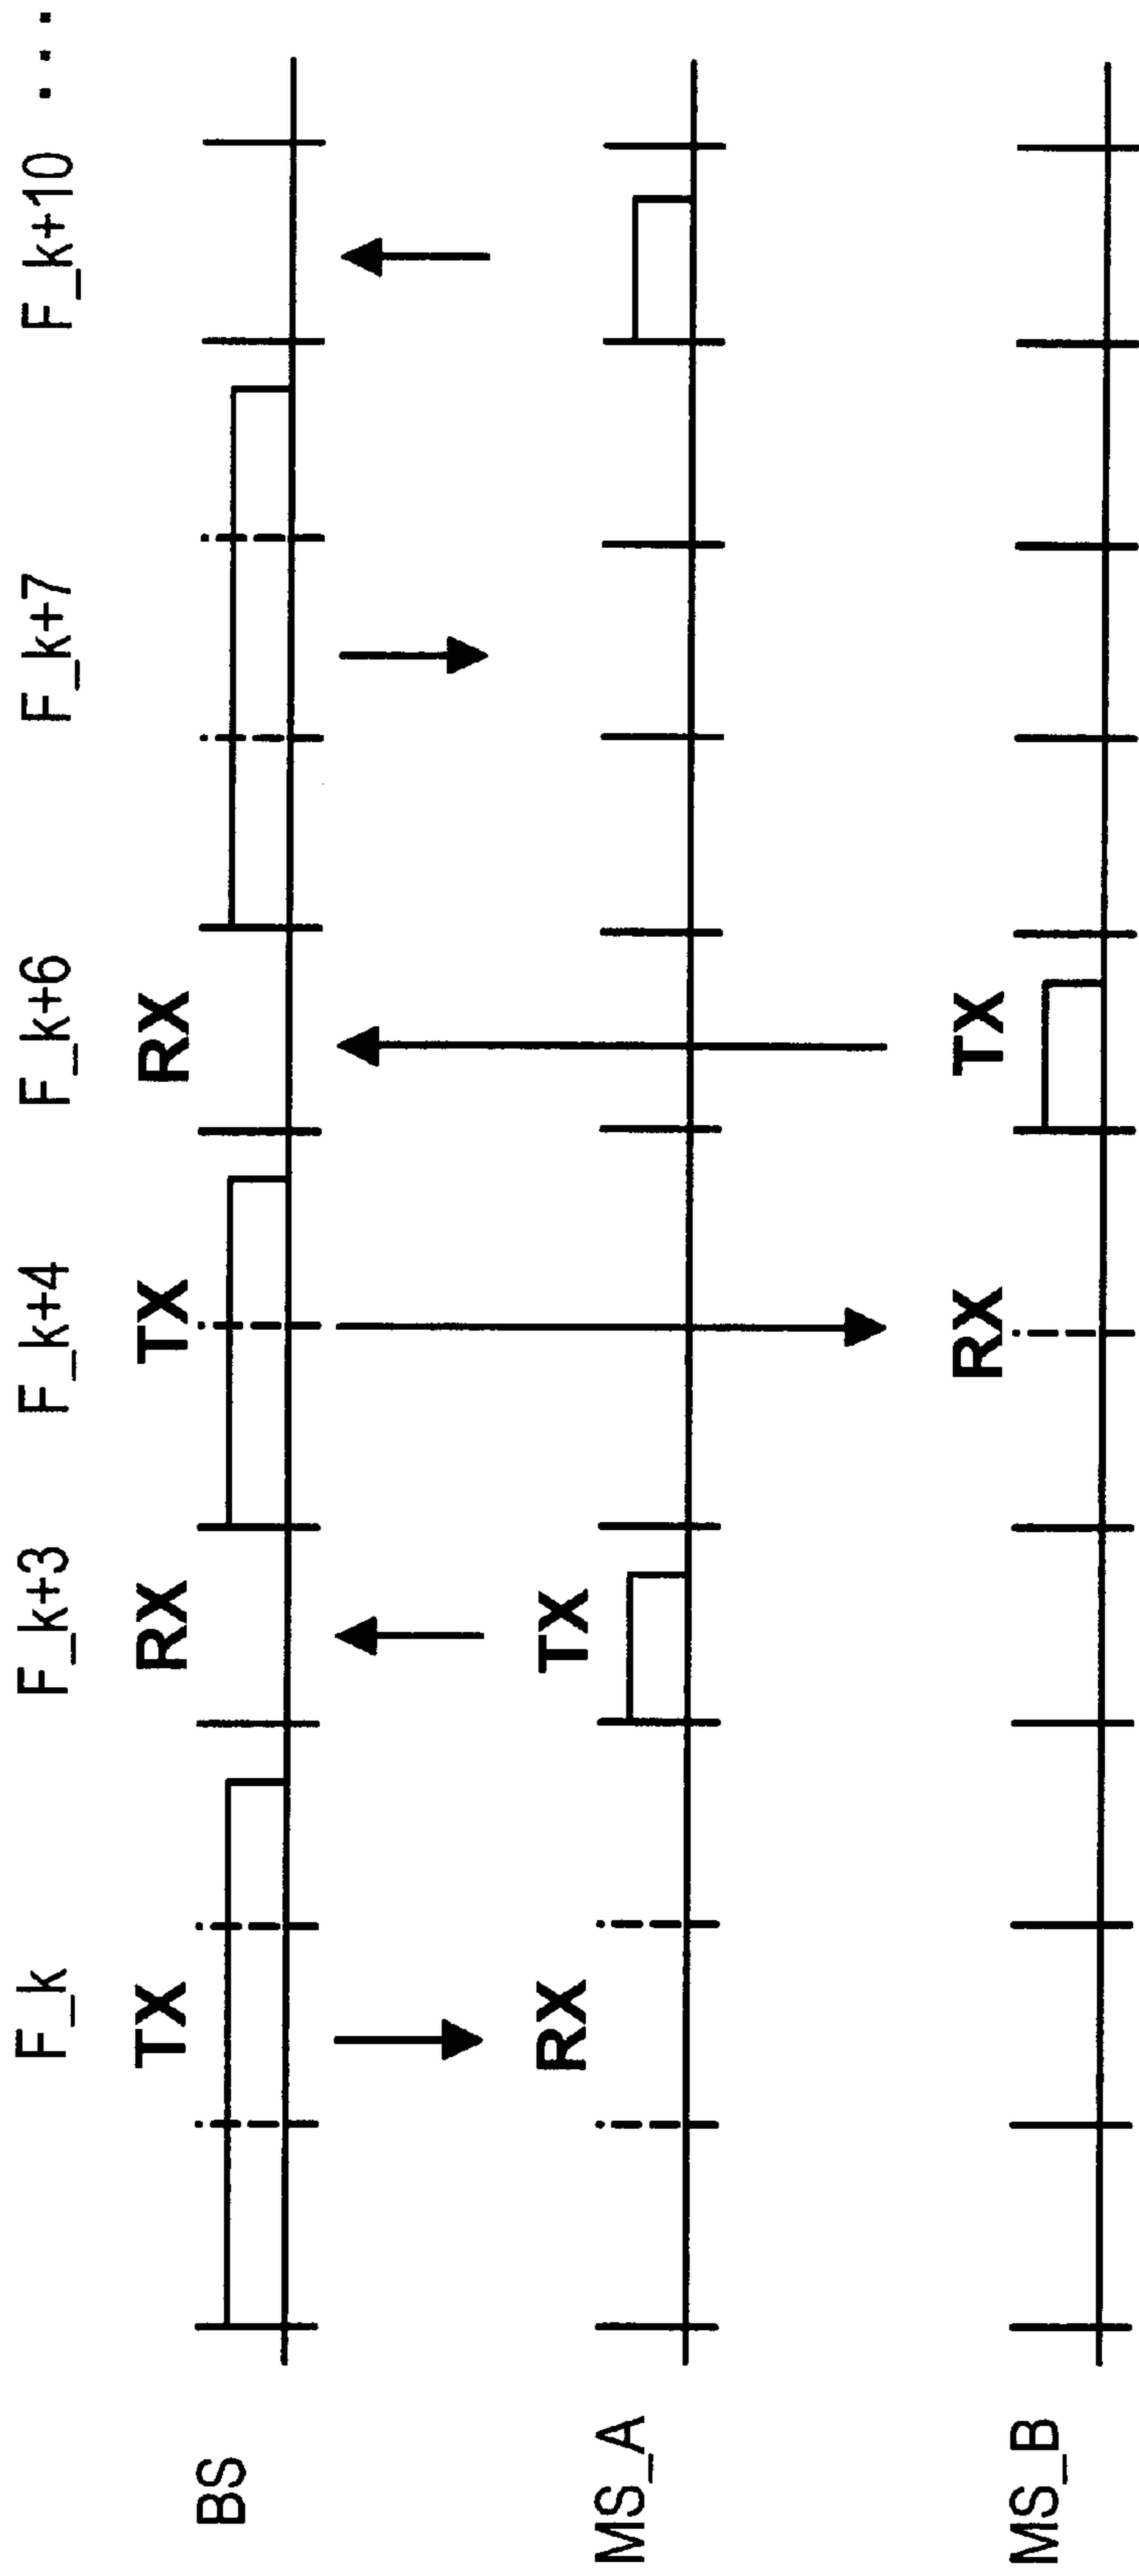 F_k F_k+3 F_k+4 F_k+6 F_k+7 F_k+10 ...
BS TX RX TX RX
MS_A RX TX
MS_B RX TX